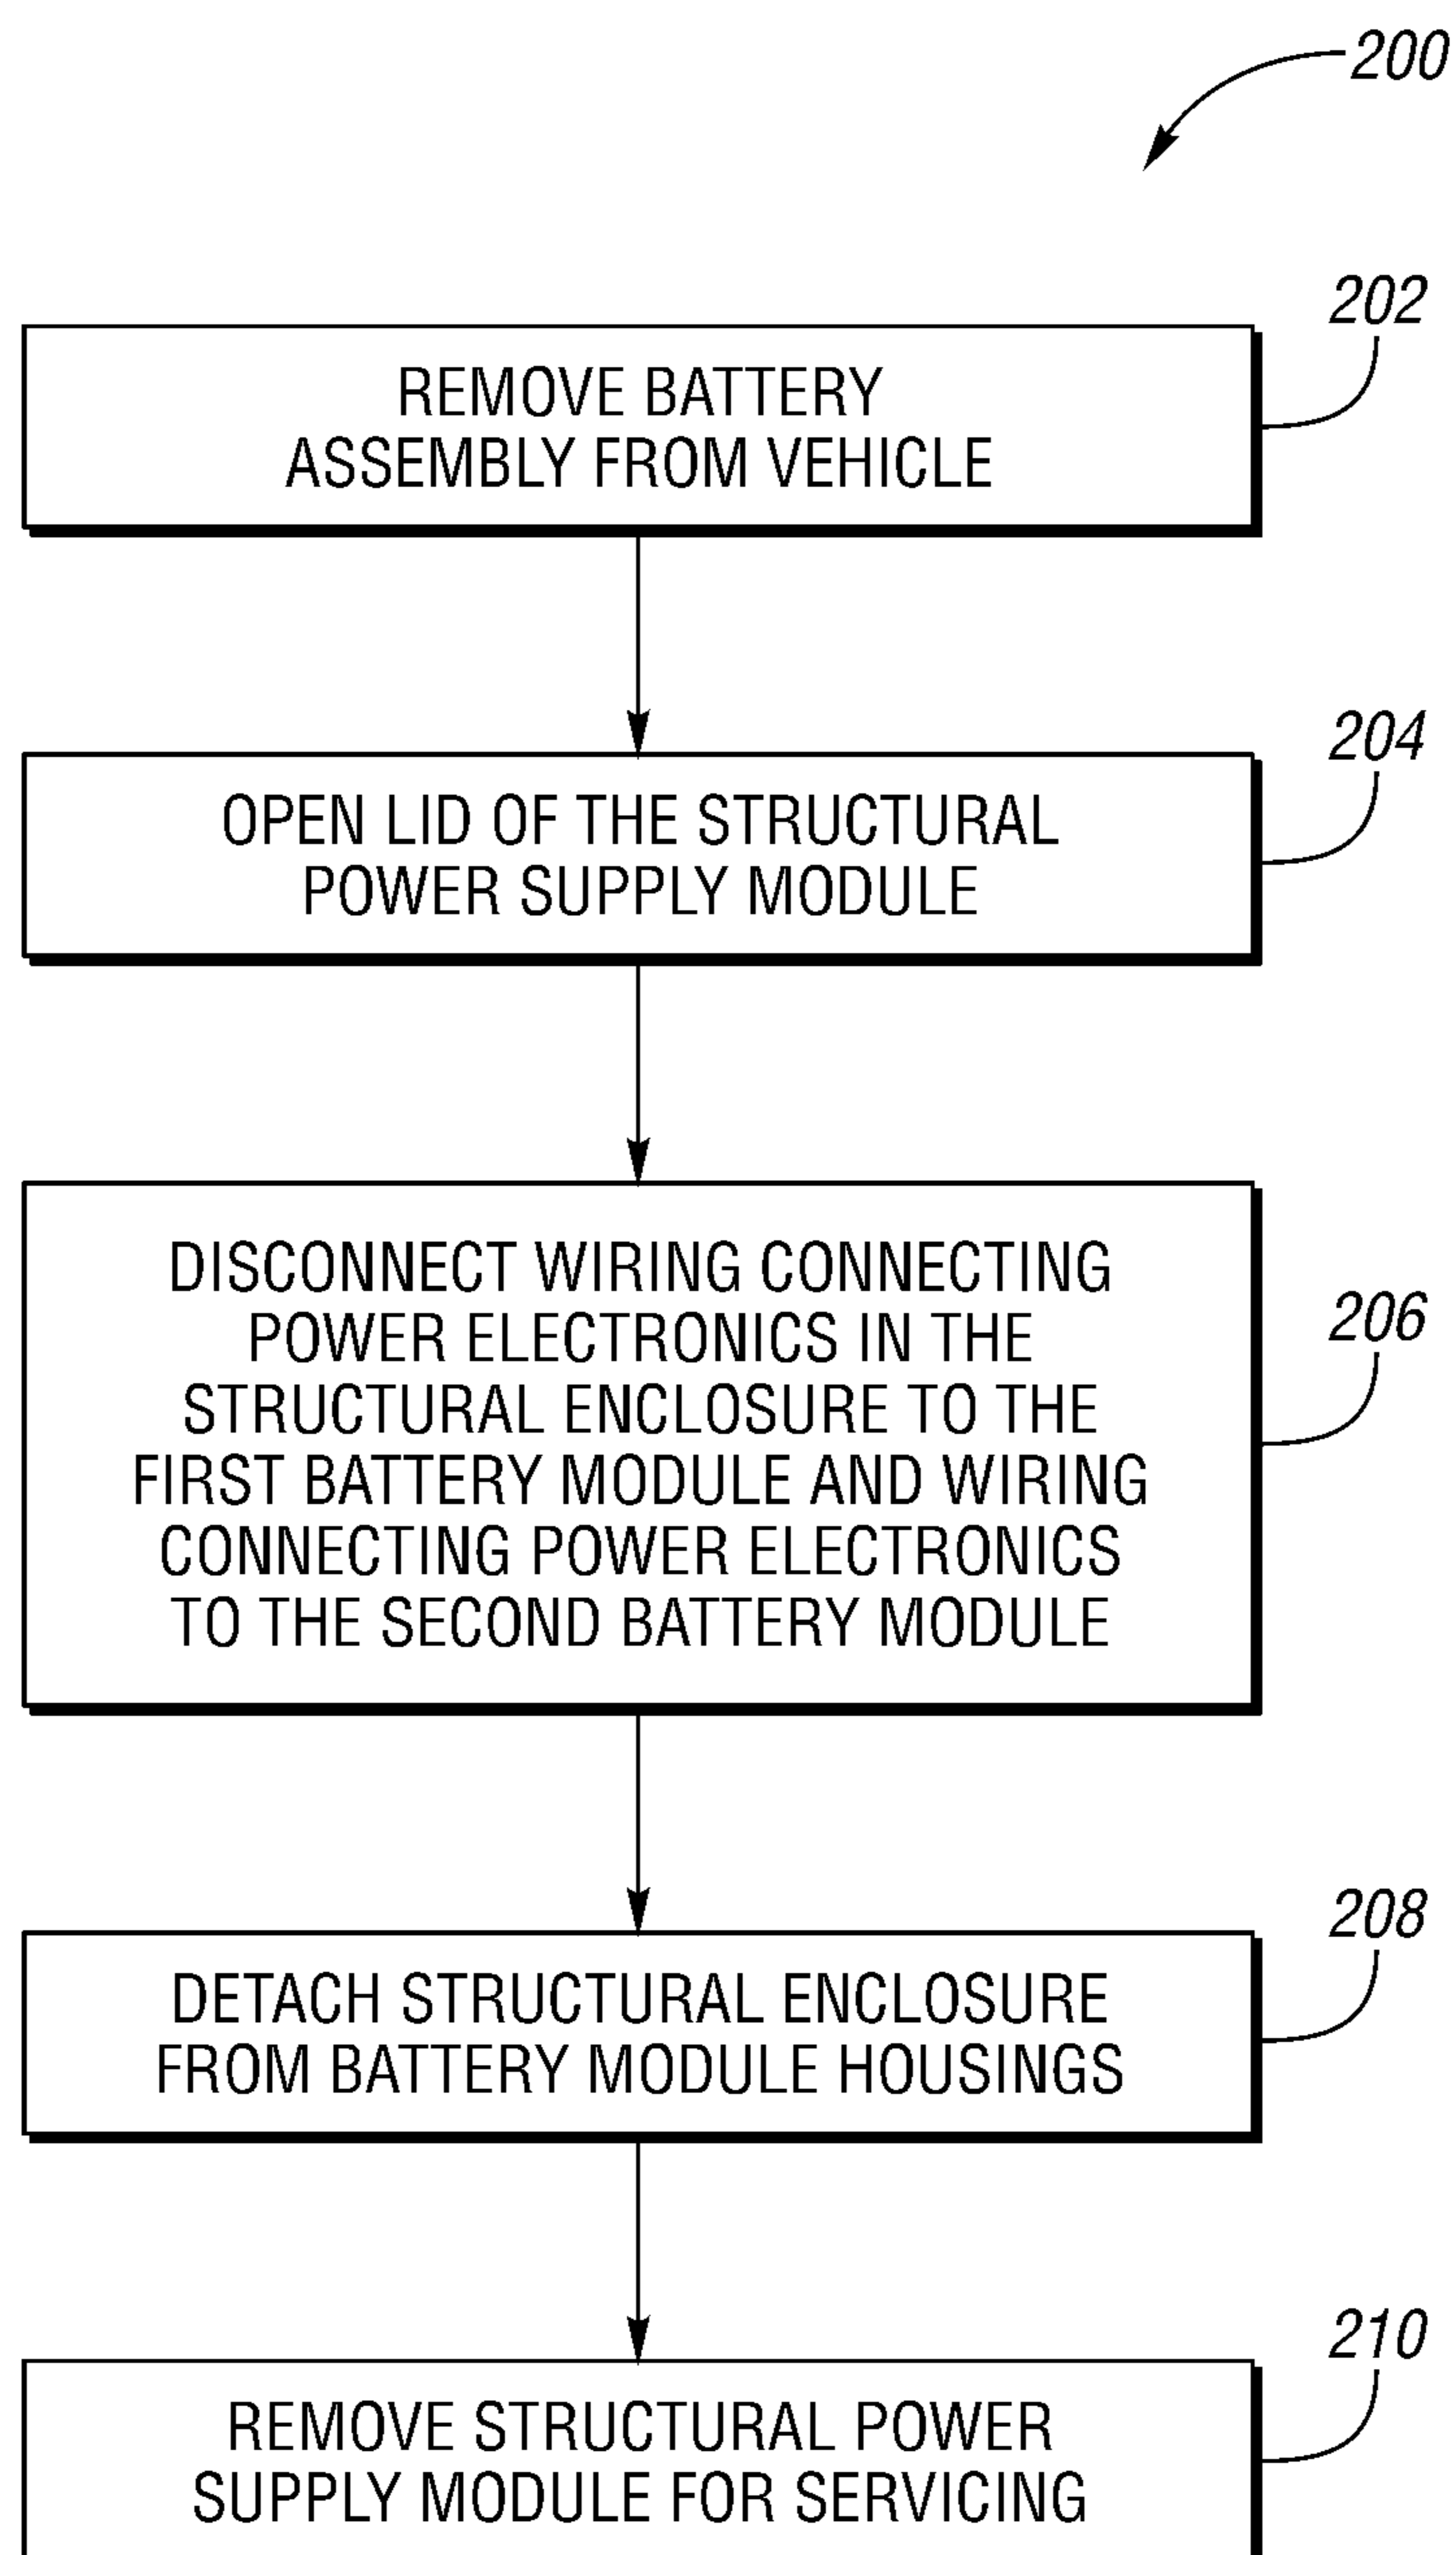 200
202
REMOVE BATTERY
ASSEMBLY FROM VEHICLE
204
OPEN LID OF THE STRUCTURAL
POWER SUPPLY MODULE
206
DISCONNECT WIRING CONNECTING
POWER ELECTRONICS IN THE
STRUCTURAL ENCLOSURE TO THE
FIRST BATTERY MODULE AND WIRING
CONNECTING POWER ELECTRONICS
TO THE SECOND BATTERY MODULE
208
DETACH STRUCTURAL ENCLOSURE
FROM BATTERY MODULE HOUSINGS
210
REMOVE STRUCTURAL POWER
SUPPLY MODULE FOR SERVICING